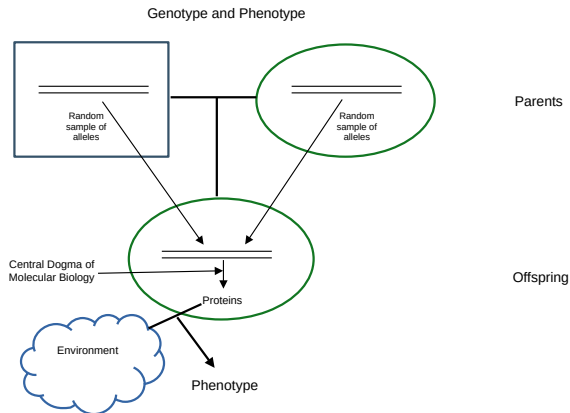 Genotype and Phenotype
Parents
Random
sample of
alleles
Random
sample of
alleles
Central Dogma of
Molecular Biology
Offspring
Proteins
Environment
Phenotype